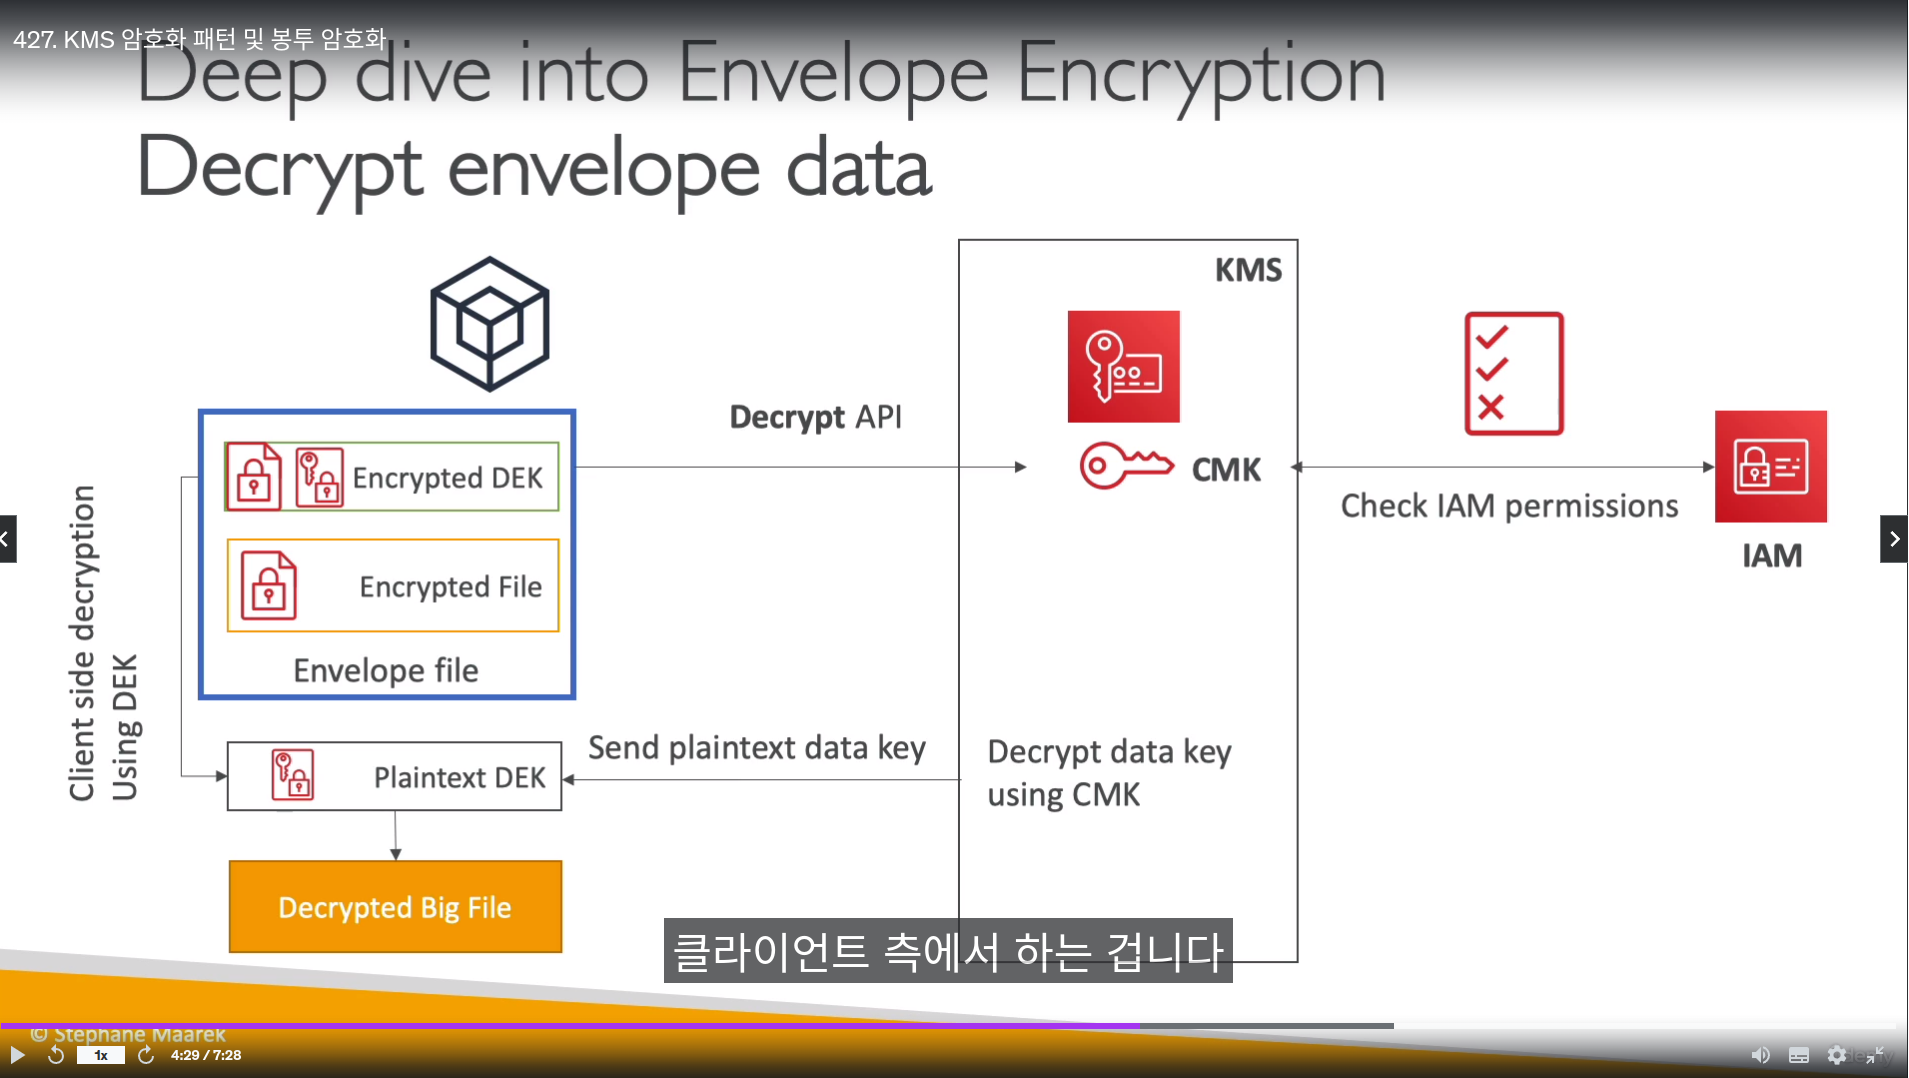 427. KMS 암호화 패턴 및 봉투 암호화
Deep dive into Envelope Encryption
Decrypt envelope data
KMS
Decrypt API
CMK
Check IAM permissions
IAM
Encrypted DEK
Encrypted File
Envelope file
Client side decryption
Using DEK
Send plaintext data key
Decrypt data key
using CMK
Plaintext DEK
Decrypted Big File
클라이언트 측에서 하는 겁니다
© Stephane Maarek
1x
4:29 / 7:28